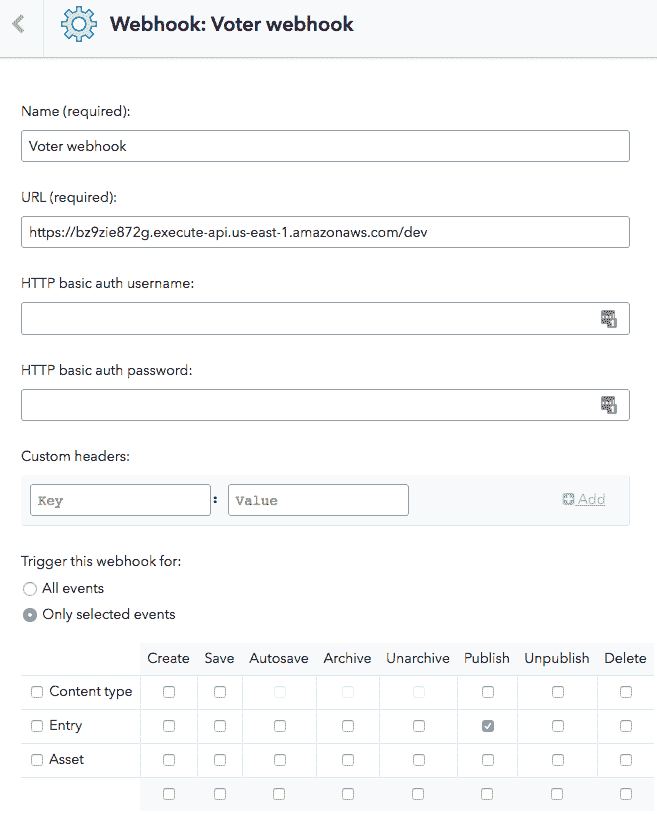 Webhook: Voter webhook
Name (required):
Voter webhook
URL (required):
https://bz9zie872g.execute-api.us-east-1.amazonaws.com/dev
HTTP basic auth username:
HTTP basic auth password:
Custom headers:
Key : Value Add
Trigger this webhook for:
All events
Only selected events
Create Save Autosave Archive Unarchive Publish Unpublish Delete
Content type
Entry
Asset